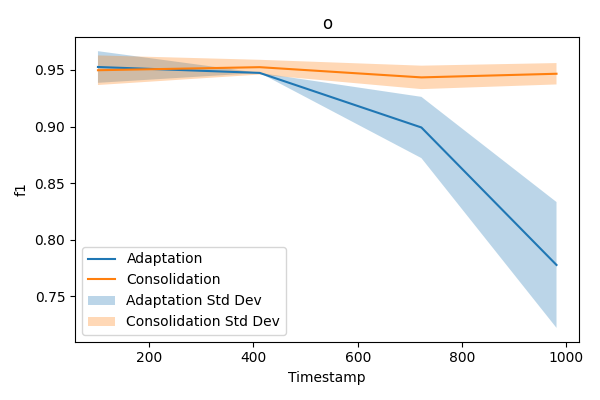 o
f1
0.95
0.90
0.85
0.80
0.75
Adaptation
Consolidation
Adaptation Std Dev
Consolidation Std Dev
200
400
600
800
1000
Timestamp